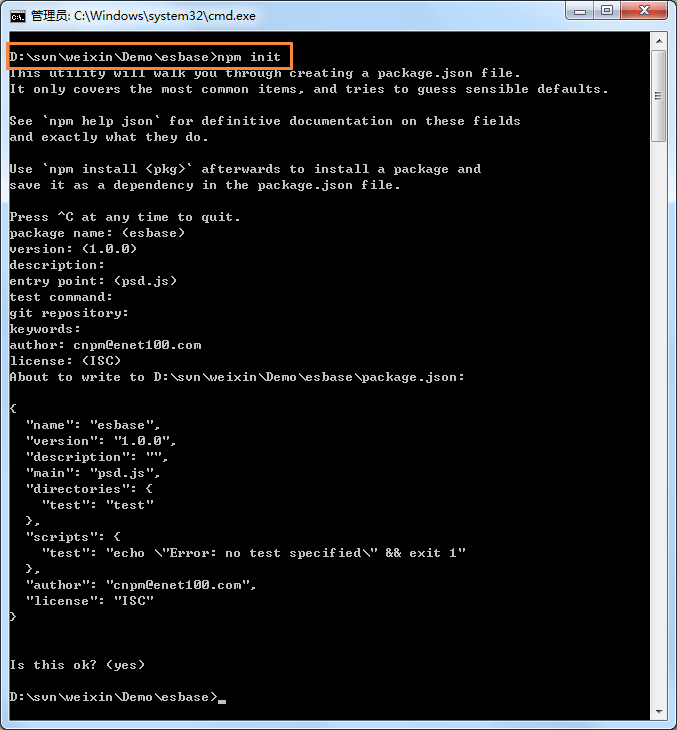 管理员: C:\Windows\system32\cmd.exe
D:\svn\weixin\Demo\esbase>npm init
This utility will walk you through creating a package.json file.
It only covers the most common items, and tries to guess sensible defaults.
See `npm help json` for definitive documentation on these fields
and exactly what they do.
Use `npm install <pkg>` afterwards to install a package and
save it as a dependency in the package.json file.
Press ^C at any time to quit.
package name: (esbase)
version: (1.0.0)
description:
entry point: (psd.js)
test command:
git repository:
keywords:
author: cnpm@enet100.com
license: (ISC)
About to write to D:\svn\weixin\Demo\esbase\package.json:
{
  "name": "esbase",
  "version": "1.0.0",
  "description": "",
  "main": "psd.js",
  "directories": {
    "test": "test"
  },
  "scripts": {
    "test": "echo \"Error: no test specified\" && exit 1"
  },
  "author": "cnpm@enet100.com",
  "license": "ISC"
}
Is this ok? (yes)
D:\svn\weixin\Demo\esbase>_